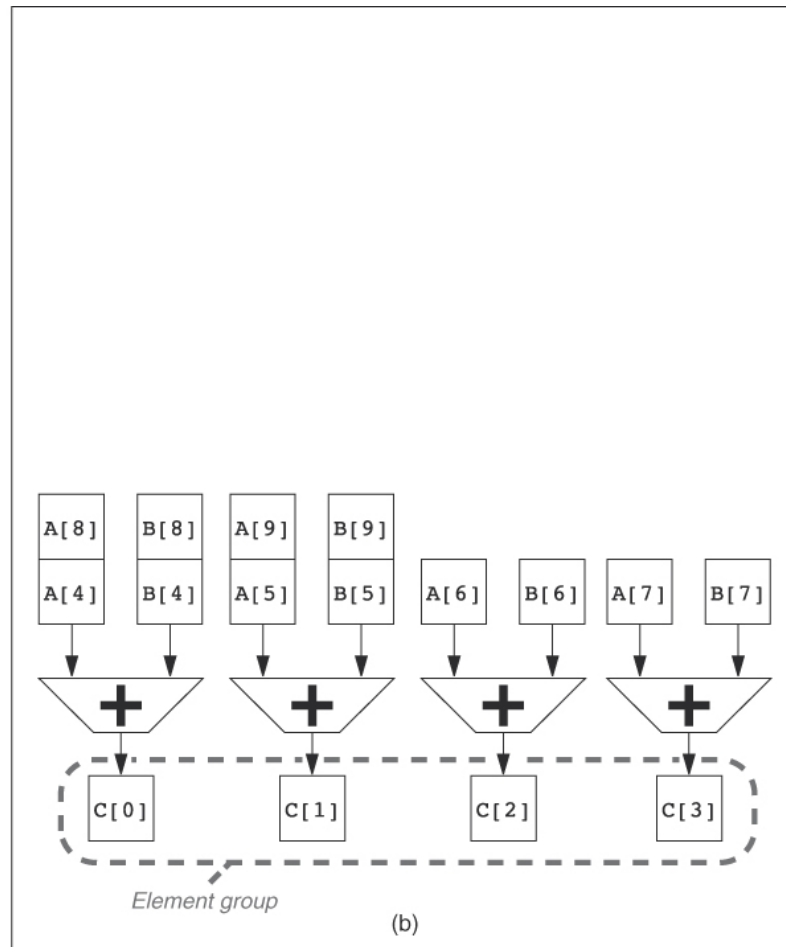 A[8] B[8] A[9] B[9]
A[4] B[4] A[5] B[5] A[6] B[6] A[7] B[7]
+ + + +
C[0] C[1] C[2] C[3]
Element group
(b)